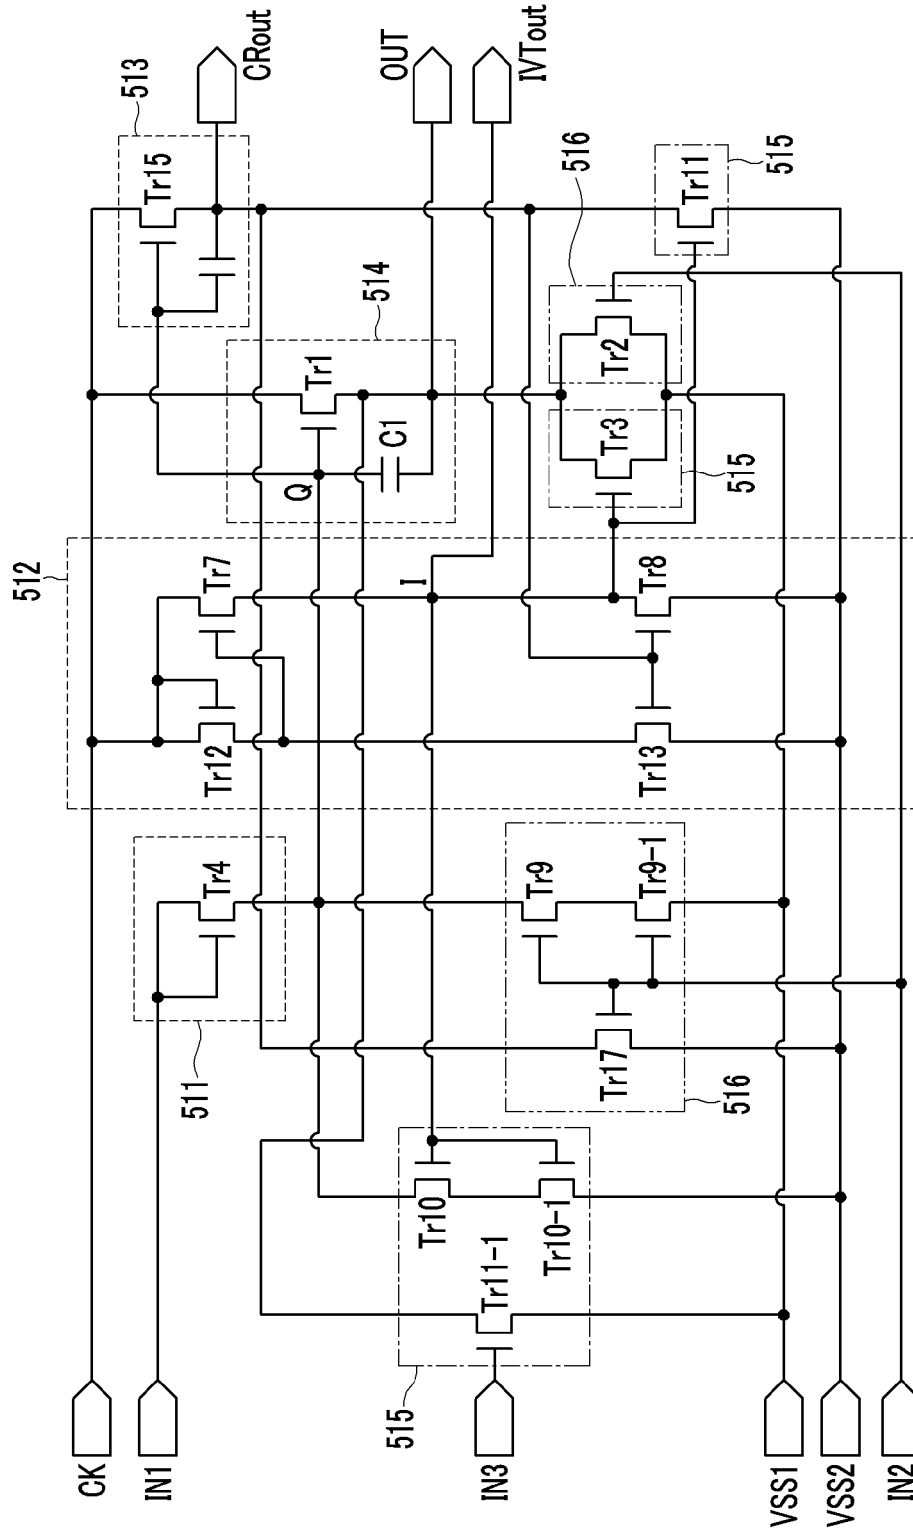 CK
IN1
IN3
VSS1
VSS2
IN2
511
512
513
514
515
515
515
516
516
Tr4
Tr12
Tr7
I
Q
Tr1
C1
Tr15
CRout
OUT
IVTout
Tr10
Tr10-1
Tr11-1
Tr17
Tr9
Tr9-1
Tr13
Tr8
Tr3
Tr2
Tr11